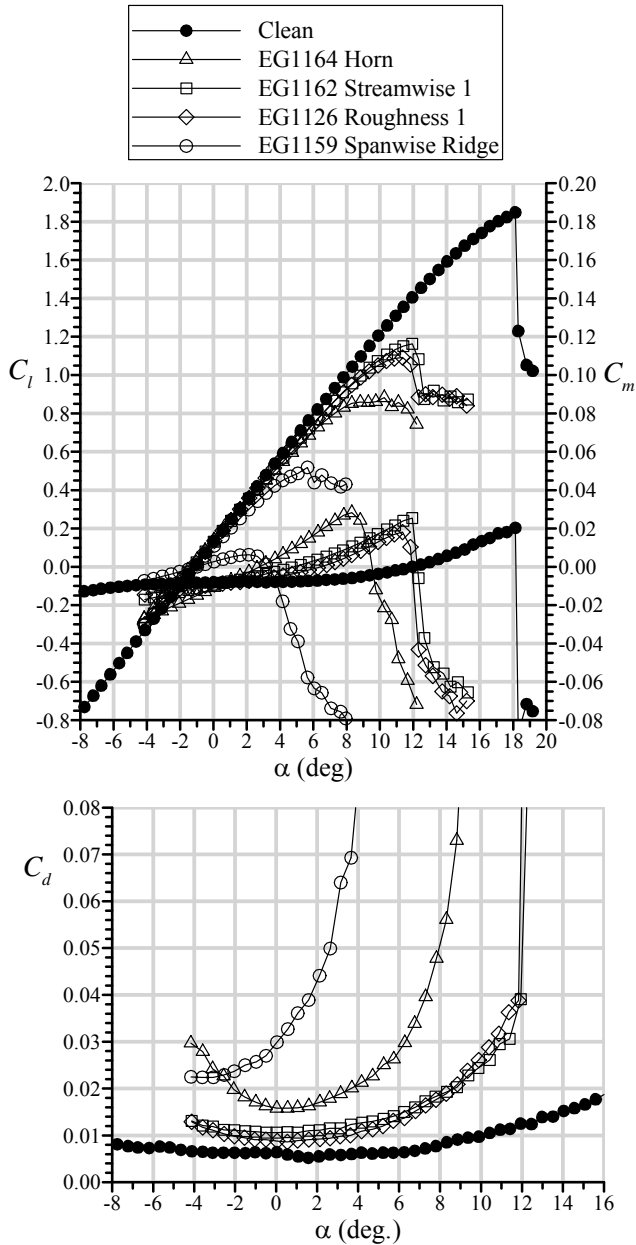 Clean
EG1164 Horn
EG1162 Streamwise 1
EG1126 Roughness 1
EG1159 Spanwise Ridge
2.0 0.20
1.8 0.18
1.6 0.16
1.4 0.14
1.2 0.12
1.0 0.10
0.8 0.08
0.6 0.06
0.4 0.04
0.2 0.02
0.0 0.00
-0.2 -0.02
-0.4 -0.04
-0.6 -0.06
-0.8 -0.08
C_l
C_m
-8 -6 -4 -2 0 2 4 6 8 10 12 14 16 18 20
α (deg)
0.08
0.07
0.06
0.05
0.04
0.03
0.02
0.01
0.00
C_d
-8 -6 -4 -2 0 2 4 6 8 10 12 14 16
α (deg.)